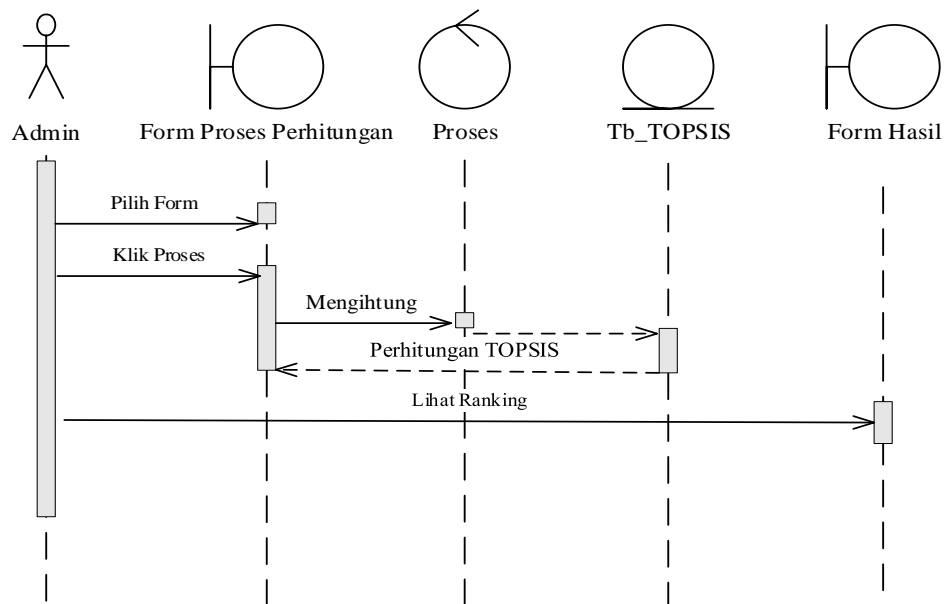 Admin
Form Proses Perhitungan
Proses
Tb_TOPSIS
Form Hasil
Pilih Form
Klik Proses
Mengihtung
Perhitungan TOPSIS
Lihat Ranking